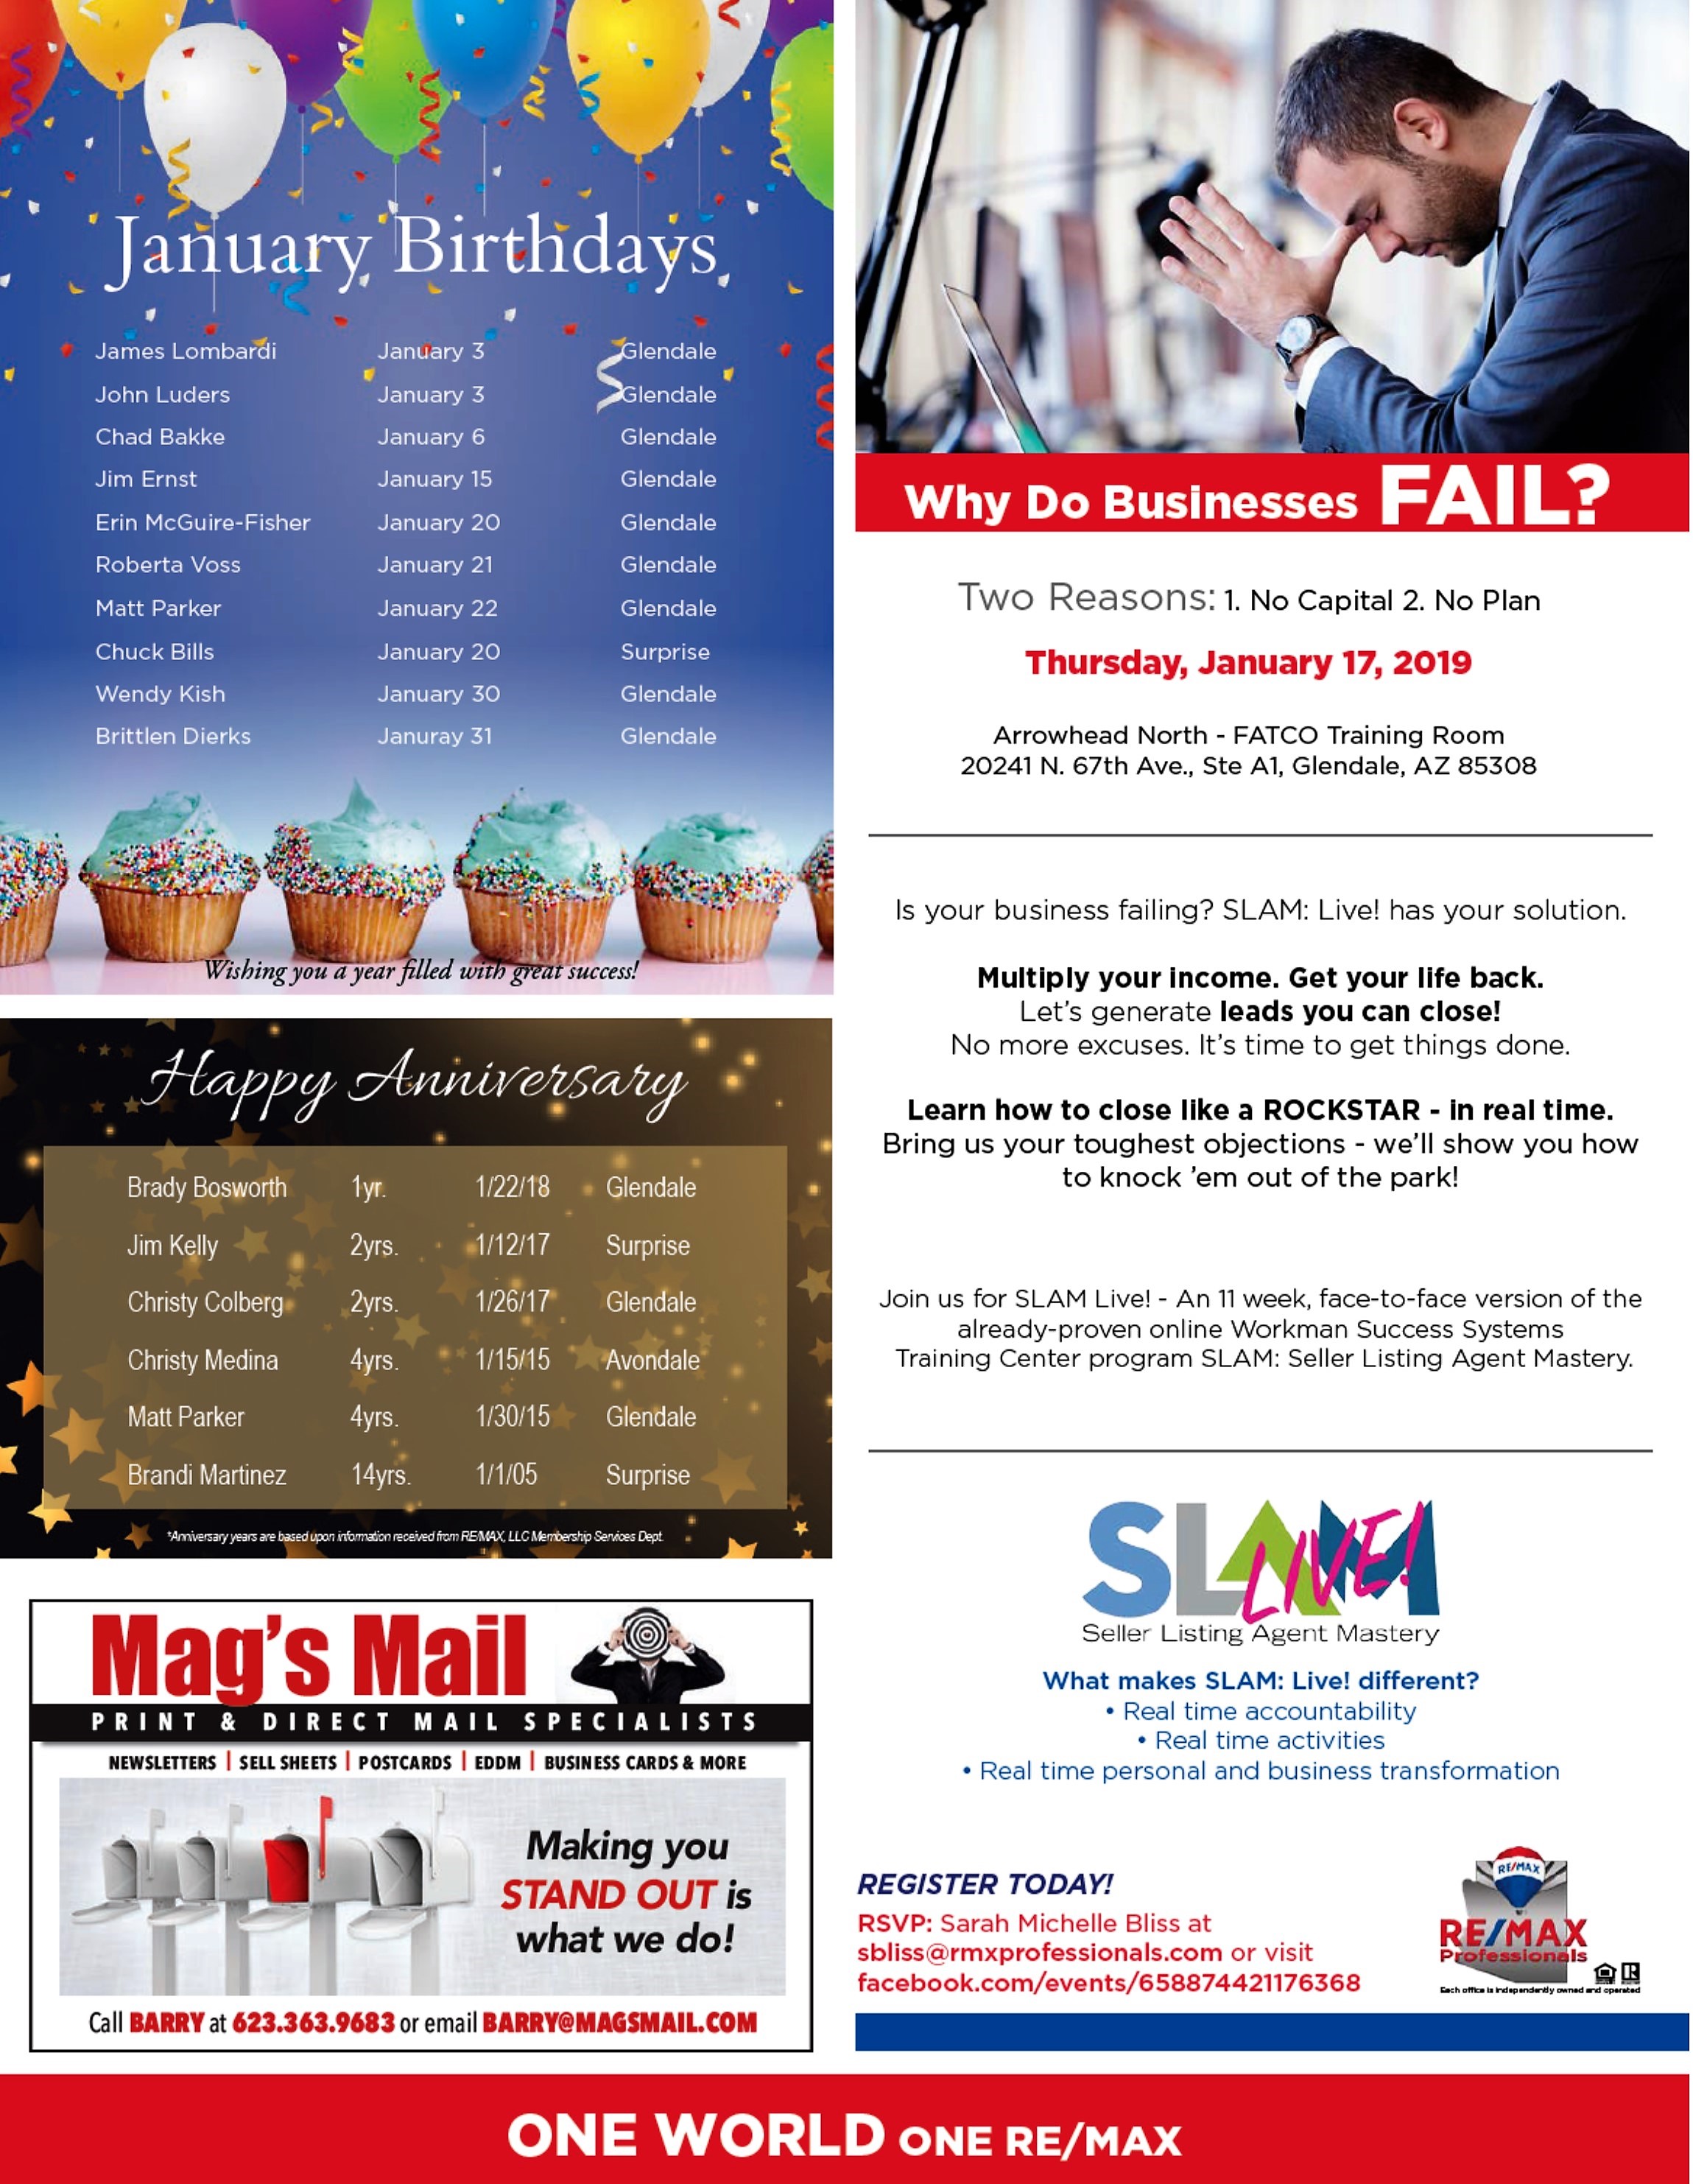 January Birthdays
James Lombardi January 3 Glendale
John Luders January 3 Glendale
Chad Bakke January 6 Glendale
Jim Ernst January 15 Glendale
Erin McGuire-Fisher January 20 Glendale
Roberta Voss January 21 Glendale
Matt Parker January 22 Glendale
Chuck Bills January 20 Surprise
Wendy Kish January 30 Glendale
Brittlen Dierks Januray 31 Glendale
Wishing you a year filled with great success!
Happy Anniversary
Brady Bosworth 1yr. 1/22/18 Glendale
Jim Kelly 2yrs. 1/12/17 Surprise
Christy Colberg 2yrs. 1/26/17 Glendale
Christy Medina 4yrs. 1/15/15 Avondale
Matt Parker 4yrs. 1/30/15 Glendale
Brandi Martinez 14yrs. 1/1/05 Surprise
*Anniversary years are based upon information received from RE/MAX, LLC Membership Services Dept.
Mag's Mail
PRINT & DIRECT MAIL SPECIALISTS
NEWSLETTERS | SELL SHEETS | POSTCARDS | EDDM | BUSINESS CARDS & MORE
Making you
STAND OUT is
what we do!
Call BARRY at 623.363.9683 or email BARRY@MAGSMAIL.COM
Why Do Businesses FAIL?
Two Reasons: 1. No Capital 2. No Plan
Thursday, January 17, 2019
Arrowhead North - FATCO Training Room
20241 N. 67th Ave., Ste A1, Glendale, AZ 85308
Is your business failing? SLAM: Live! has your solution.
Multiply your income. Get your life back.
Let's generate leads you can close!
No more excuses. It's time to get things done.
Learn how to close like a ROCKSTAR - in real time.
Bring us your toughest objections - we'll show you how
to knock 'em out of the park!
Join us for SLAM Live! - An 11 week, face-to-face version of the
already-proven online Workman Success Systems
Training Center program SLAM: Seller Listing Agent Mastery.
SLAM LIVE!
Seller Listing Agent Mastery
What makes SLAM: Live! different?
• Real time accountability
• Real time activities
• Real time personal and business transformation
REGISTER TODAY!
RSVP: Sarah Michelle Bliss at
sbliss@rmxprofessionals.com or visit
facebook.com/events/658874421176368
RE/MAX
RE/MAX
Professionals
Each office is independently owned and operated
ONE WORLD ONE RE/MAX